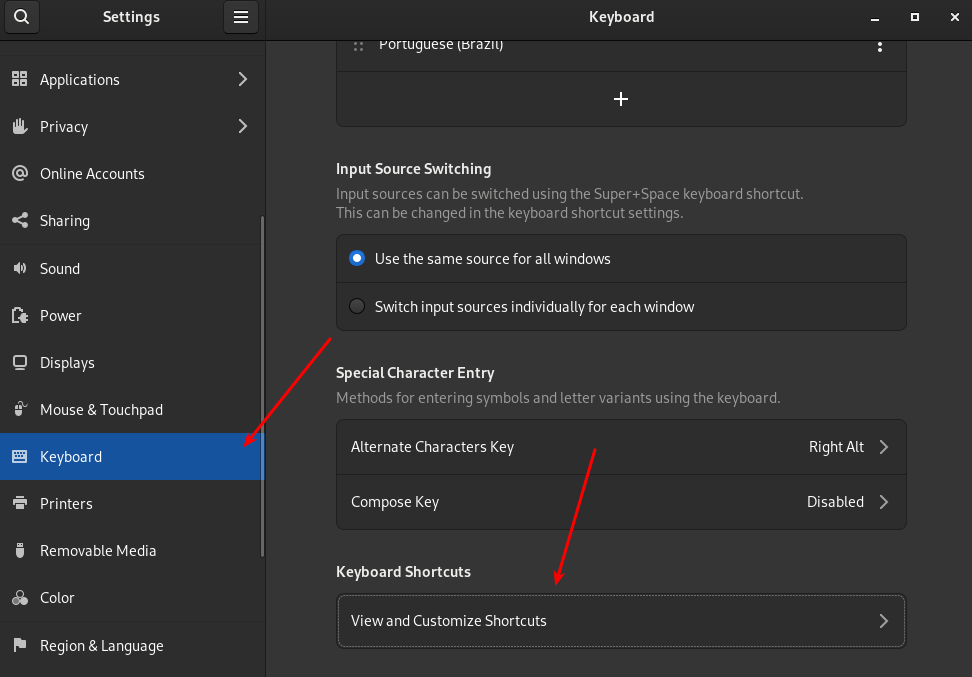 Settings
Keyboard
Applications
Privacy
Online Accounts
Sharing
Sound
Power
Displays
Mouse & Touchpad
Keyboard
Printers
Removable Media
Color
Region & Language
Portuguese (Brazil)
Input Source Switching
Input sources can be switched using the Super+Space keyboard shortcut.
This can be changed in the keyboard shortcut settings.
Use the same source for all windows
Switch input sources individually for each window
Special Character Entry
Methods for entering symbols and letter variants using the keyboard.
Alternate Characters Key Right Alt
Compose Key Disabled
Keyboard Shortcuts
View and Customize Shortcuts